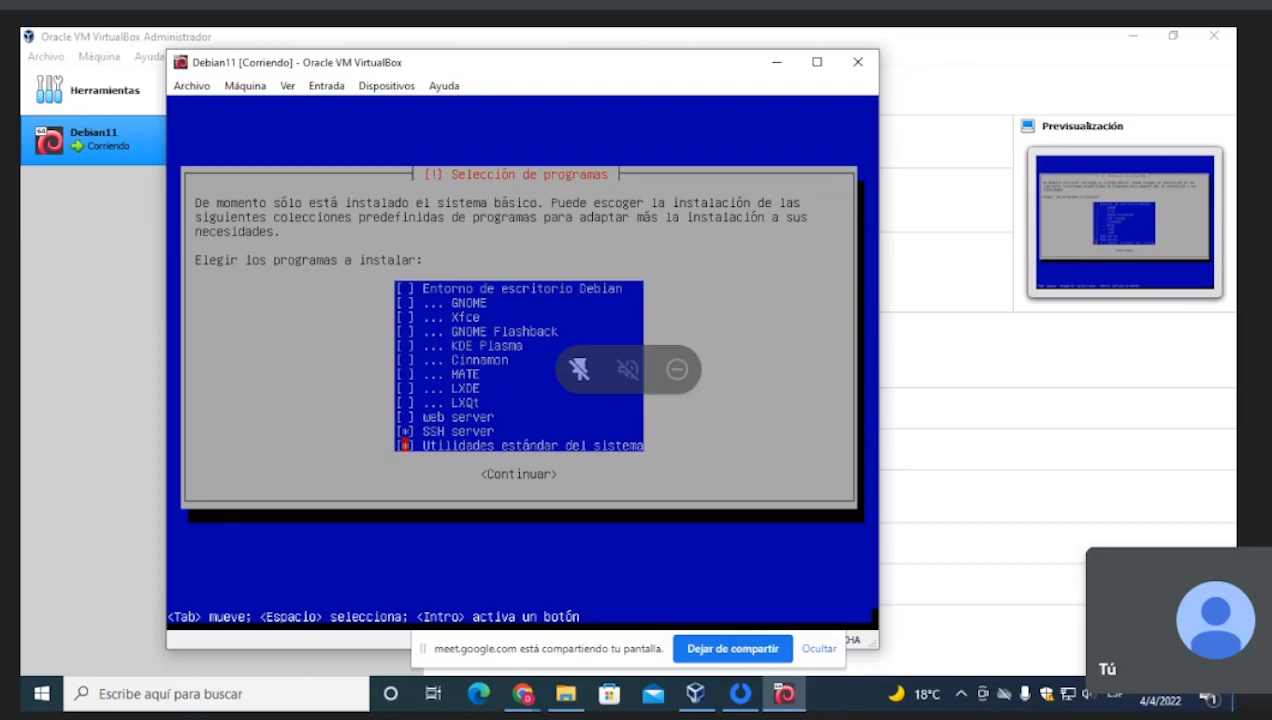 Oracle VM VirtualBox Administrador
Archivo Máquina Ayuda
Herramientas
Debian11
Corriendo
Debian11 [Corriendo] - Oracle VM VirtualBox
Archivo Máquina Ver Entrada Dispositivos Ayuda
Previsualización
[!] Selección de programas
De momento sólo está instalado el sistema básico. Puede escoger la instalación de las
siguientes colecciones predefinidas de programas para adaptar más la instalación a sus
necesidades.
Elegir los programas a instalar:
[ ] Entorno de escritorio Debian
[ ] ... GNOME
[ ] ... Xfce
[ ] ... GNOME Flashback
[ ] ... KDE Plasma
[ ] ... Cinnamon
[ ] ... MATE
[ ] ... LXDE
[ ] ... LXQt
[ ] web server
[*] SSH server
[*] Utilidades estándar del sistema
<Continuar>
<Tab> mueve; <Espacio> selecciona; <Intro> activa un botón
meet.google.com está compartiendo tu pantalla.
Dejar de compartir
Ocultar
Tú
Escribe aquí para buscar
18°C
4/4/2022